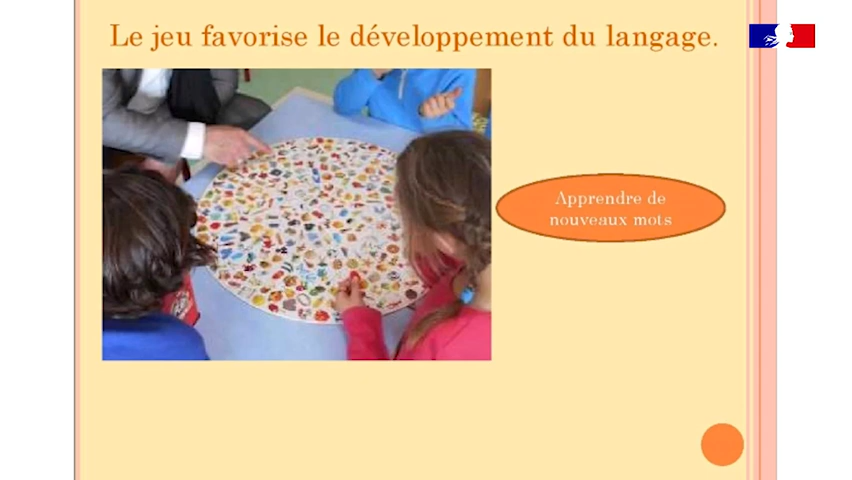 Le jeu favorise le développement du langage.
Apprendre de
nouveaux mots